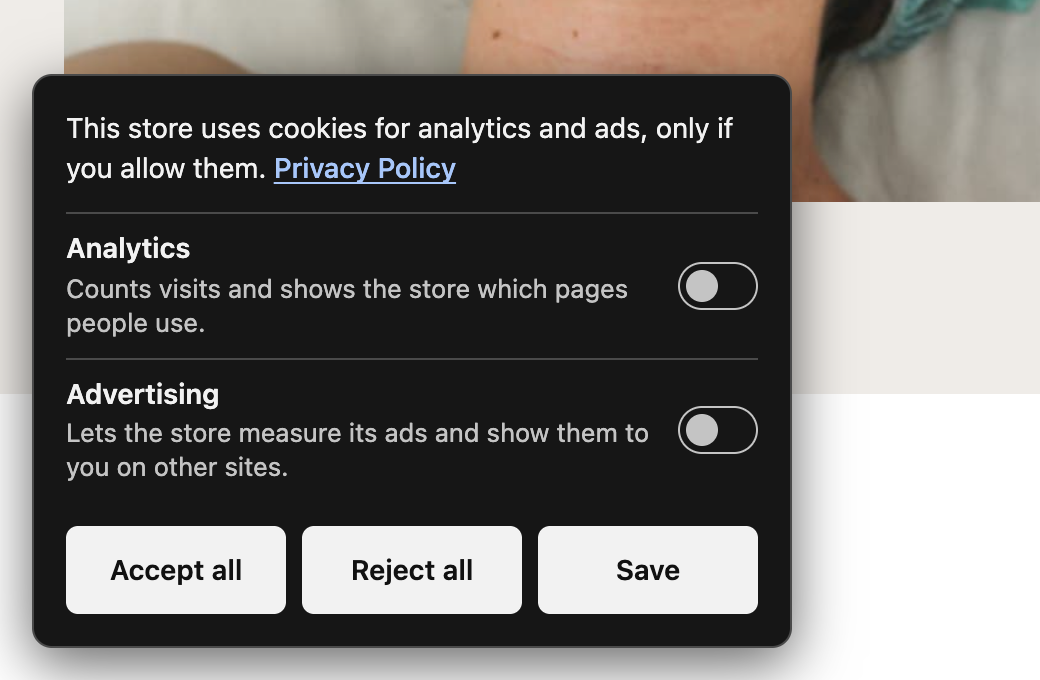 This store uses cookies for analytics and ads, only if
you allow them. Privacy Policy
Analytics
Counts visits and shows the store which pages
people use.
Advertising
Lets the store measure its ads and show them to
you on other sites.
Accept all
Reject all
Save